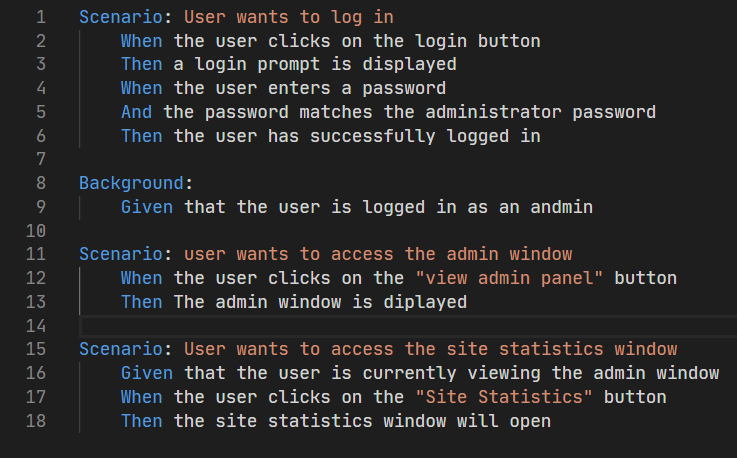 1 Scenario: User wants to log in
2 When the user clicks on the login button
3 Then a login prompt is displayed
4 When the user enters a password
5 And the password matches the administrator password
6 Then the user has successfully logged in
7
8 Background:
9 Given that the user is logged in as an andmin
10
11 Scenario: user wants to access the admin window
12 When the user clicks on the "view admin panel" button
13 Then The admin window is diplayed
14
15 Scenario: User wants to access the site statistics window
16 Given that the user is currently viewing the admin window
17 When the user clicks on the "Site Statistics" button
18 Then the site statistics window will open